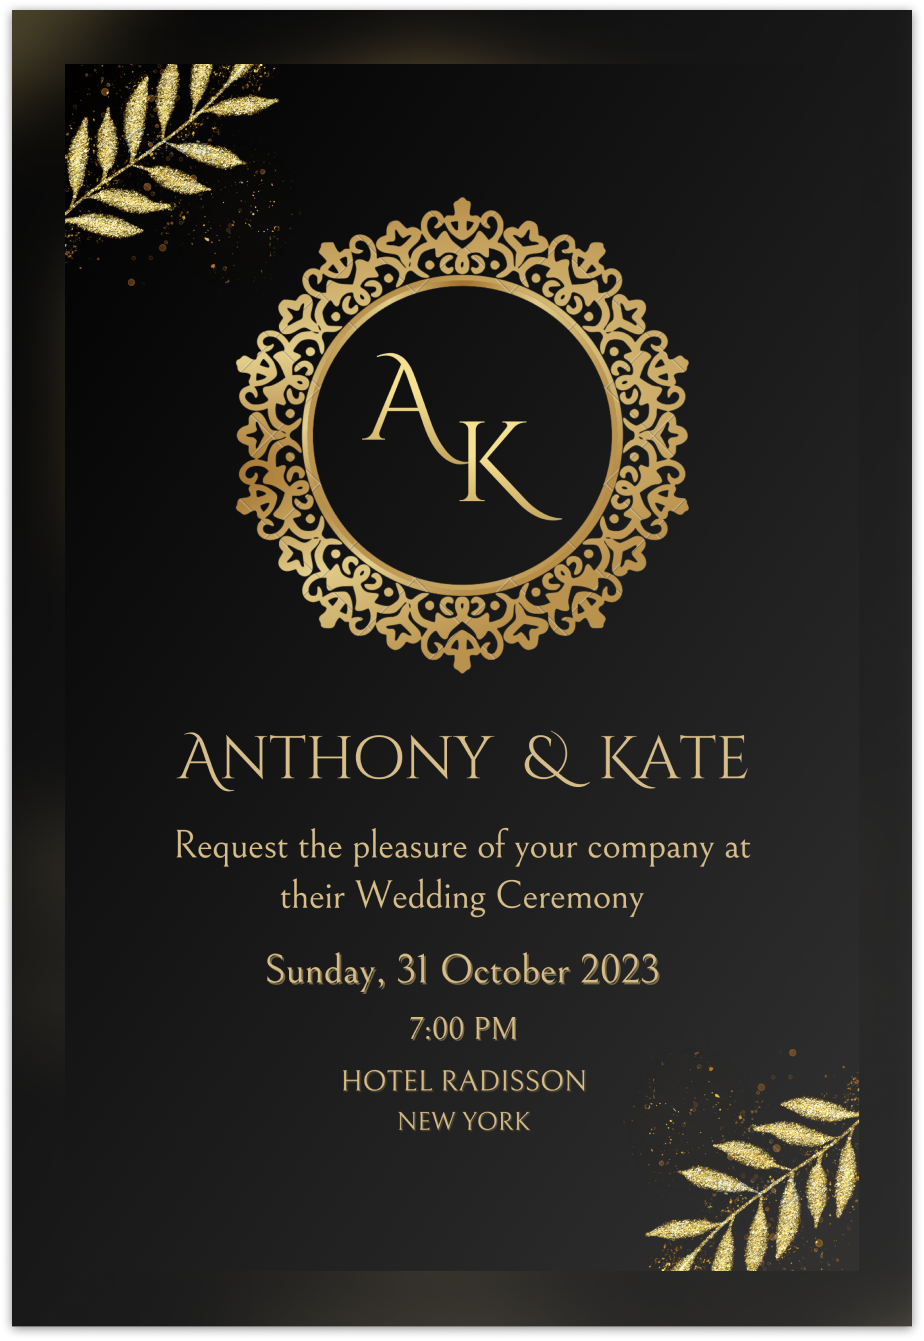 A
K
ANTHONY & KATE
Request the pleasure of your company at
their Wedding Ceremony
Sunday, 31 October 2023
7:00 PM
HOTEL RADISSON
NEW YORK